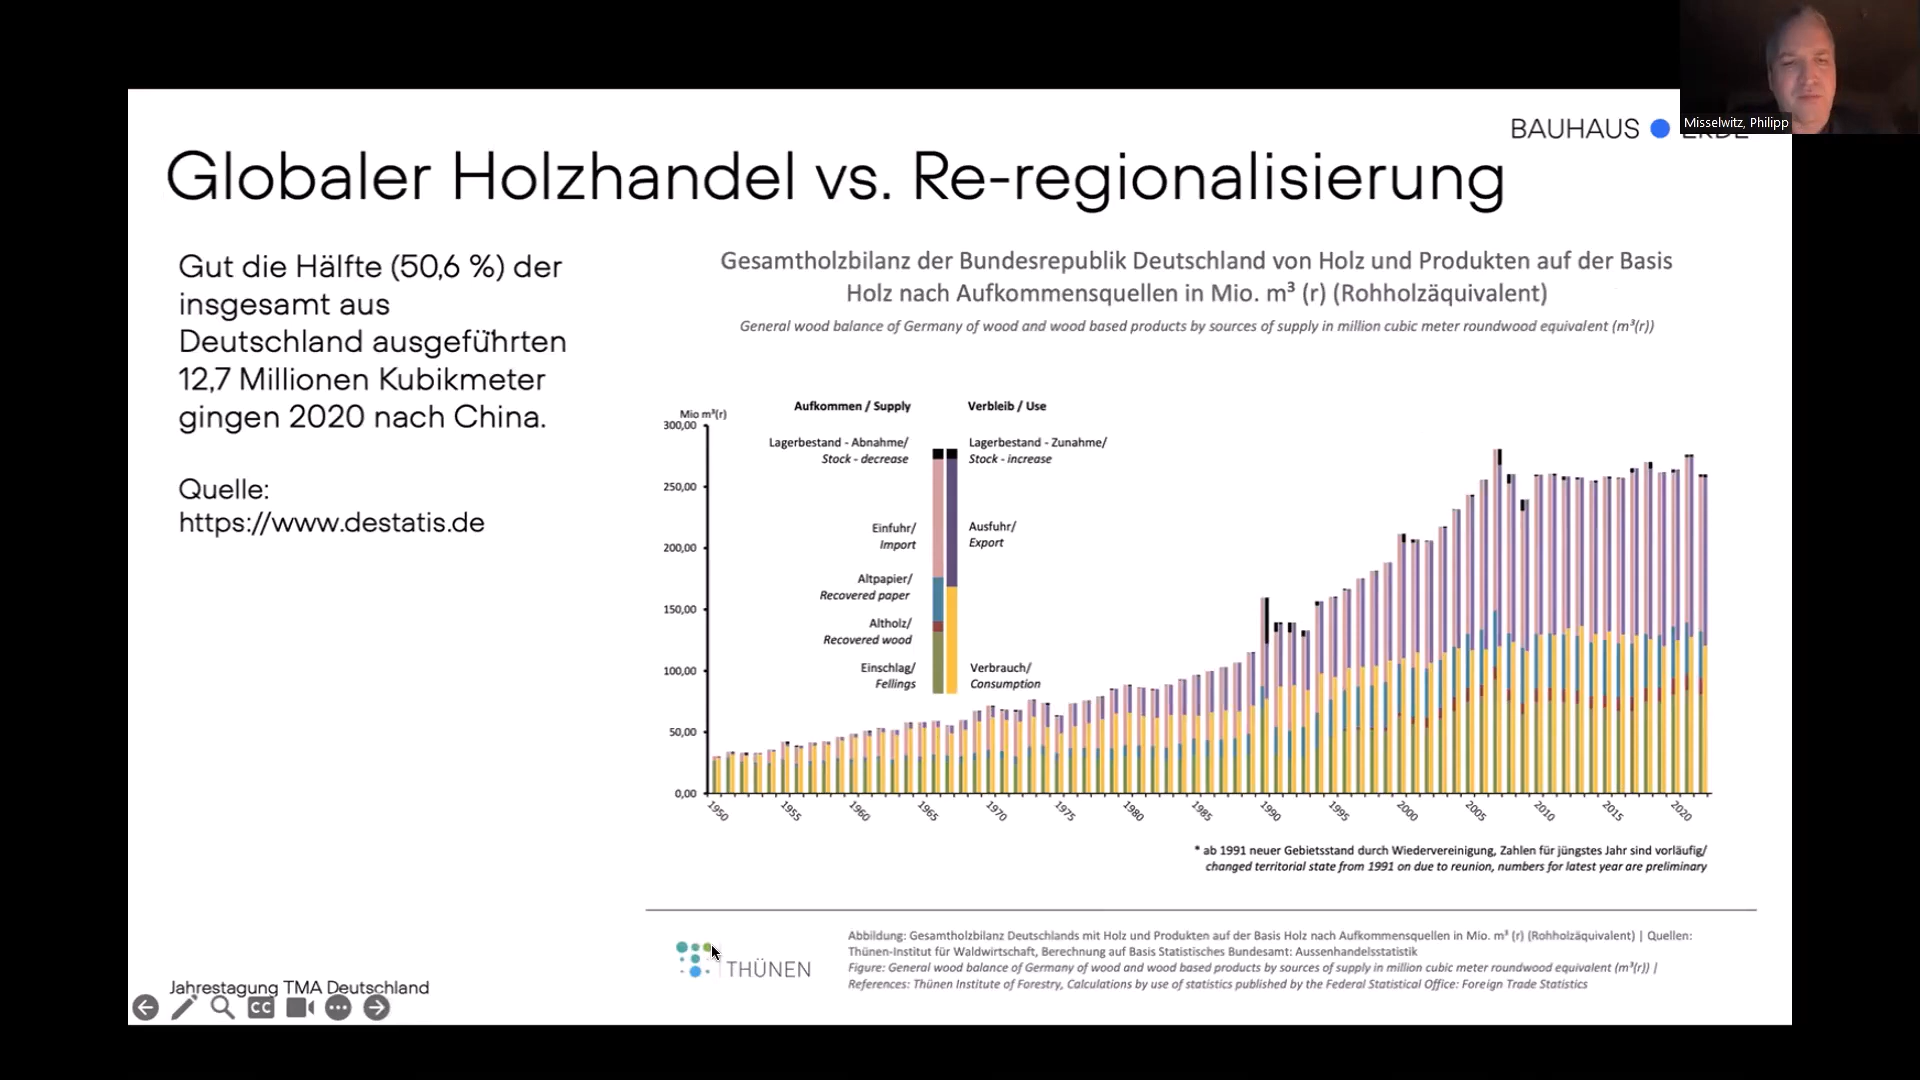 Misselwitz, Philipp
BAUHAUS ERDE
Globaler Holzhandel vs. Re-regionalisierung
Gut die Hälfte (50,6 %) der
insgesamt aus
Deutschland ausgeführten
12,7 Millionen Kubikmeter
gingen 2020 nach China.
Quelle:
https://www.destatis.de
Gesamtholzbilanz der Bundesrepublik Deutschland von Holz und Produkten auf der Basis
Holz nach Aufkommensquellen in Mio. m³ (r) (Rohholzäquivalent)
General wood balance of Germany of wood and wood based products by sources of supply in million cubic meter roundwood equivalent (m³(r))
Mio m³(r)
300,00
250,00
200,00
150,00
100,00
50,00
0,00
Aufkommen / Supply
Verbleib / Use
Lagerbestand - Abnahme/
Stock - decrease
Lagerbestand - Zunahme/
Stock - increase
Einfuhr/
Import
Ausfuhr/
Export
Altpapier/
Recovered paper
Altholz/
Recovered wood
Einschlag/
Fellings
Verbrauch/
Consumption
1950 1955 1960 1965 1970 1975 1980 1985 1990 1995 2000 2005 2010 2015 2020
* ab 1991 neuer Gebietsstand durch Wiedervereinigung, Zahlen für jüngstes Jahr sind vorläufig/
changed territorial state from 1991 on due to reunion, numbers for latest year are preliminary
THÜNEN
Abbildung: Gesamtholzbilanz Deutschlands mit Holz und Produkten auf der Basis Holz nach Aufkommensquellen in Mio. m³ (r) (Rohholzäquivalent) | Quellen:
Thünen-Institut für Waldwirtschaft, Berechnung auf Basis Statistisches Bundesamt: Aussenhandelsstatistik
Figure: General wood balance of Germany of wood and wood based products by sources of supply in million cubic meter roundwood equivalent (m³(r)) |
References: Thünen Institute of Forestry, Calculations by use of statistics published by the Federal Statistical Office: Foreign Trade Statistics
Jahrestagung TMA Deutschland
CC